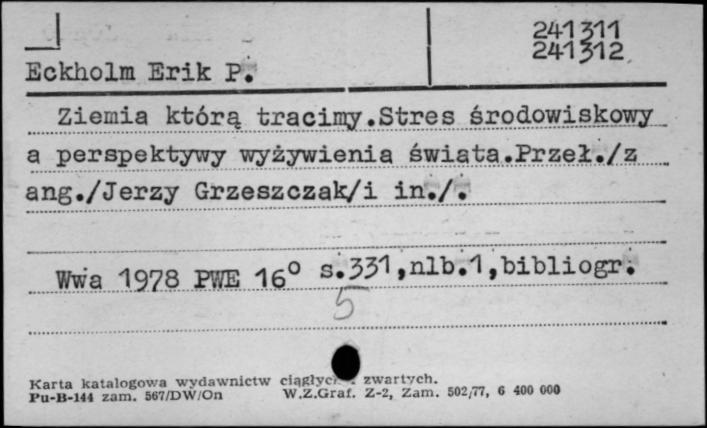 241311
241312
Eckholm Erik P.
Ziemia którą tracimy.Stres środowiskowy
a perspektywy wyżywienia świata.Przeł./z
ang./Jerzy Grzeszczak/i in./.
Wwa 1978 PWE 16° s.331,nlb.1,bibliogr.
5
Karta katalogowa wydawnictw ciągłych zwartych.
Pu-B-144 zam. 567/DW/On W.Z.Graf. Z-2, Zam. 502/77, 6 400 000